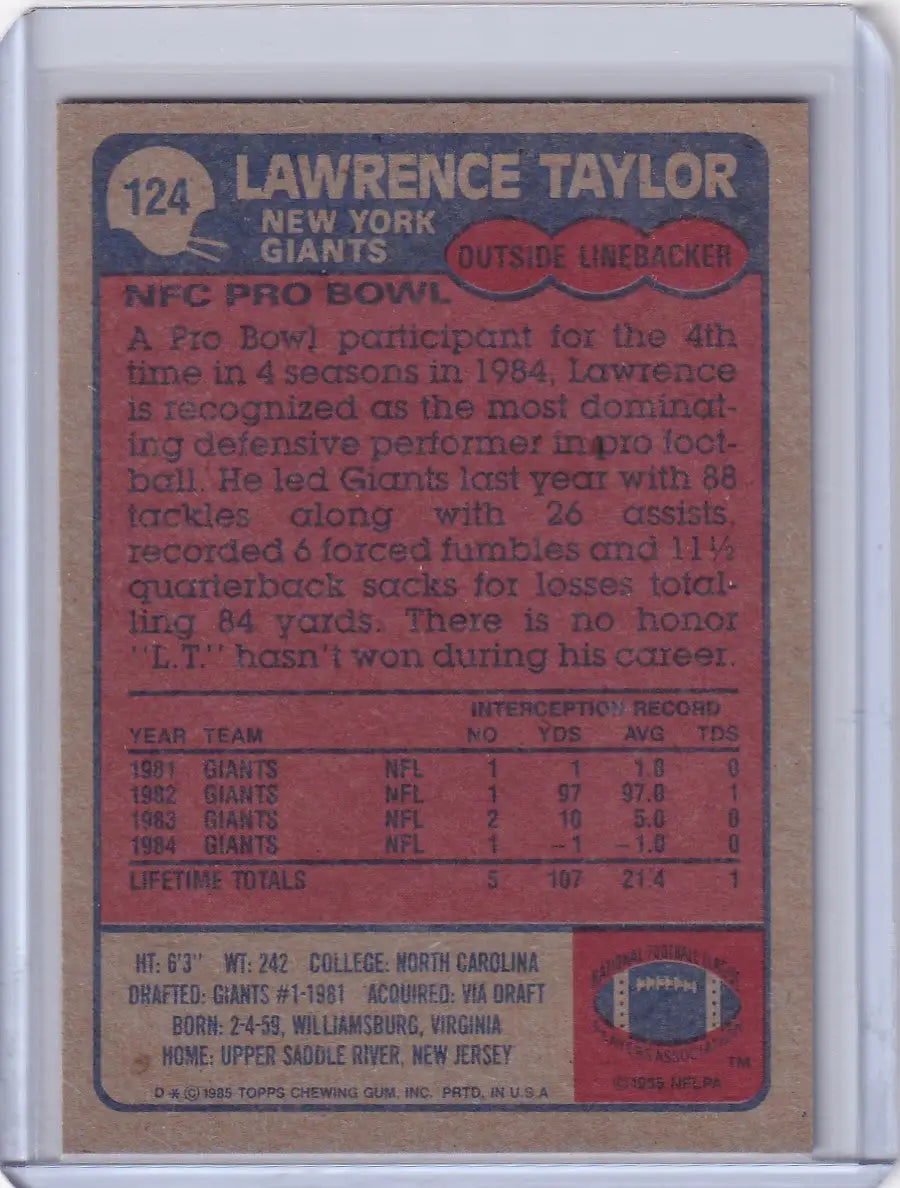 124
LAWRENCE TAYLOR
NEW YORK
GIANTS
OUTSIDE LINEBACKER
NFC PRO BOWL
A Pro Bowl participant for the 4th
time in 4 seasons in 1984, Lawrence
is recognized as the most dominat-
ing defensive performer in pro foot-
ball. He led Giants last year with 88
tackles along with 26 assists,
recorded 6 forced fumbles and 11½
quarterback sacks for losses total-
ling 84 yards. There is no honor
"L.T." hasn't won during his career.
INTERCEPTION RECORD
YEAR TEAM NO YDS AVG TDS
1981 GIANTS NFL 1 1 1.0 0
1982 GIANTS NFL 1 97 97.0 1
1983 GIANTS NFL 2 10 5.0 0
1984 GIANTS NFL 1 –1 –1.0 0
LIFETIME TOTALS 5 107 21.4 1
HT: 6'3" WT: 242 COLLEGE: NORTH CAROLINA
DRAFTED: GIANTS #1-1981 ACQUIRED: VIA DRAFT
BORN: 2-4-59, WILLIAMSBURG, VIRGINIA
HOME: UPPER SADDLE RIVER, NEW JERSEY
D * © 1985 TOPPS CHEWING GUM, INC. PRTD. IN U.S.A
NATIONAL FOOTBALL LEAGUE
PLAYERS ASSOCIATION
TM
© 1985 NFLPA